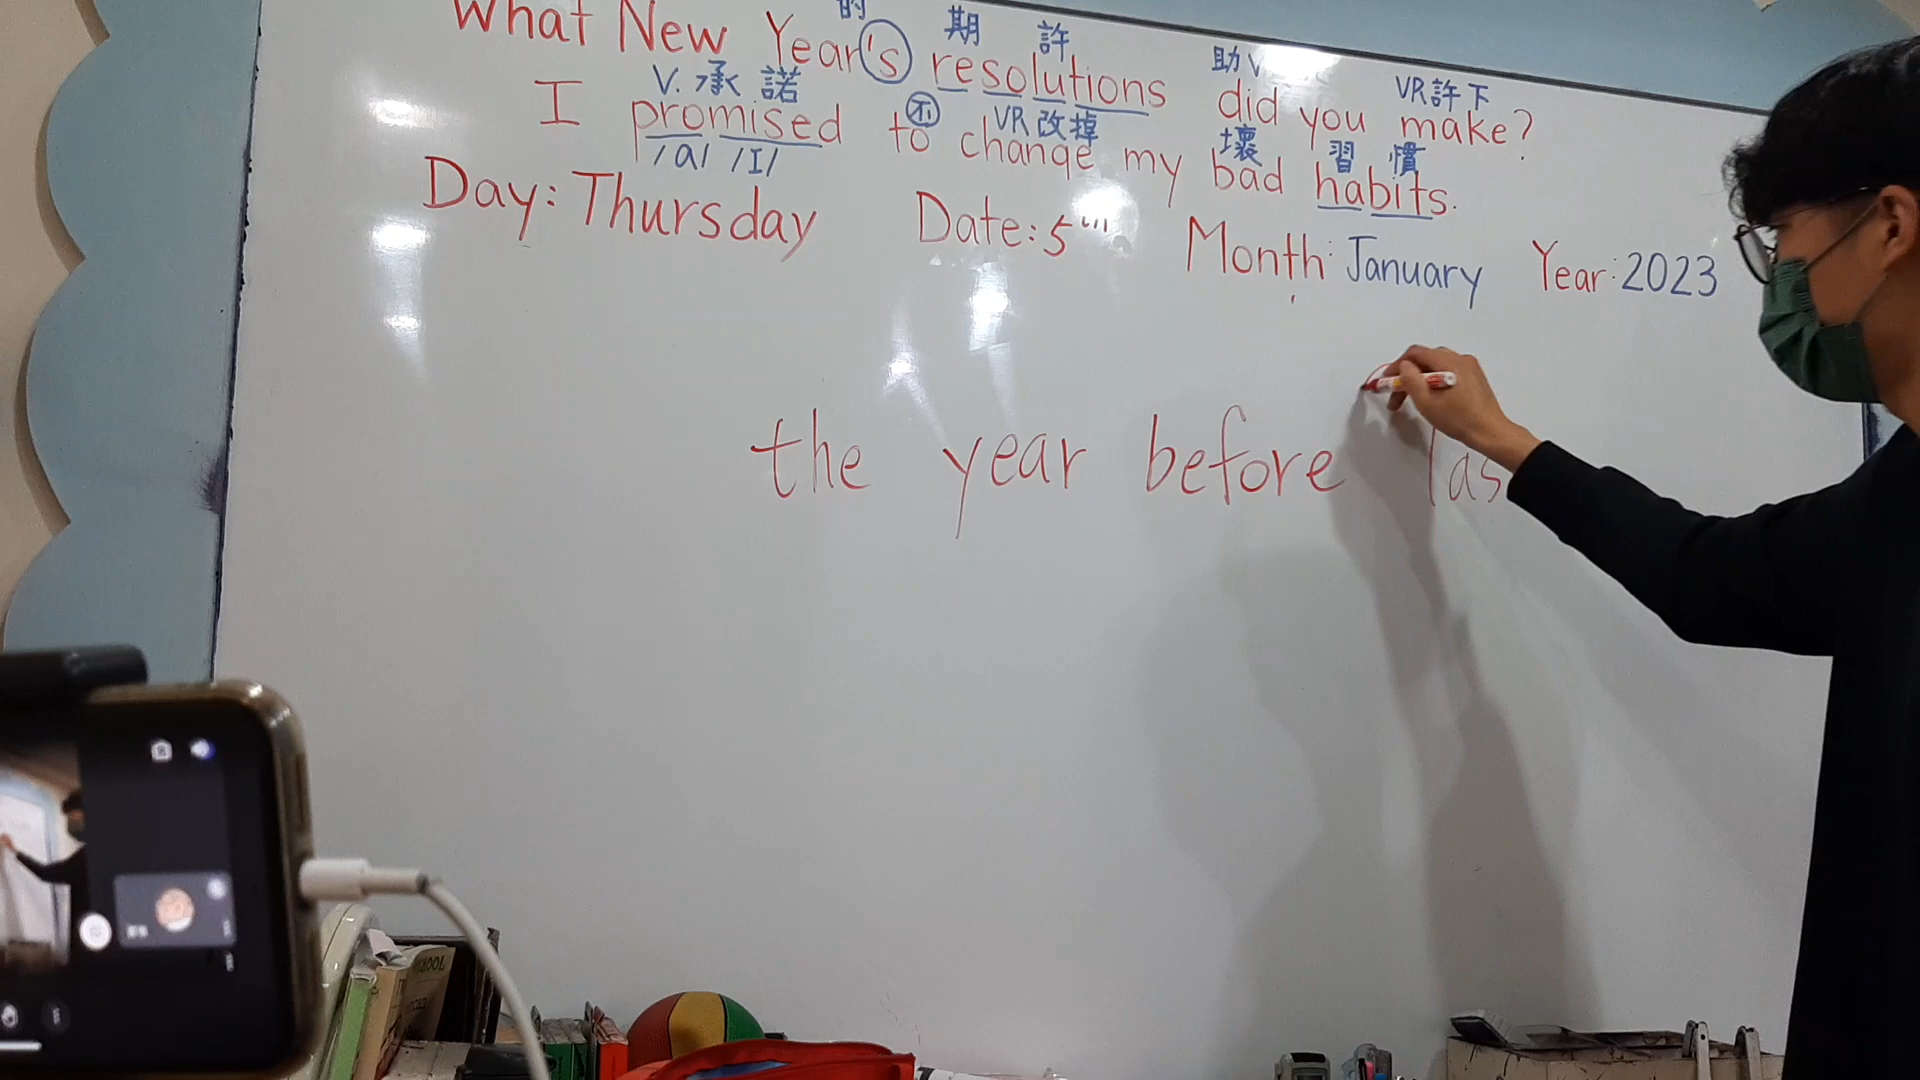 的 期 許 助V VR許下
What New Year's resolutions did you make?
V. 承諾 不 VR改掉 壞 習慣
I promised to change my bad habits.
/a/ /I/
Day: Thursday Date: 5th Month: January Year: 2023
the year before las